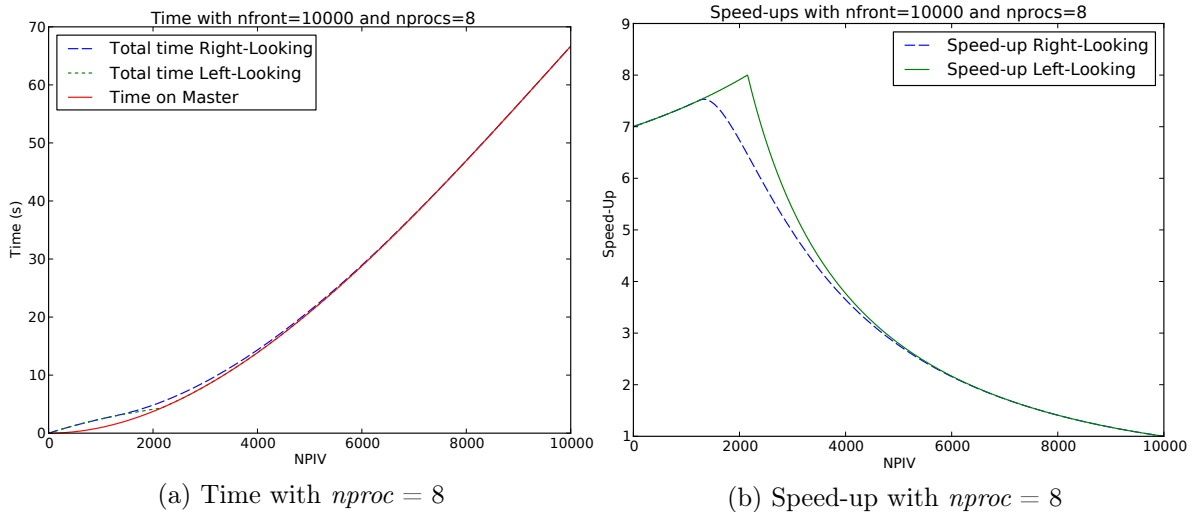 Time with nfront=10000 and nprocs=8
Total time Right-Looking
Total time Left-Looking
Time on Master
Time (s)
70
60
50
40
30
20
10
0
0 2000 4000 6000 8000 10000
NPIV
(a) Time with nproc = 8
Speed-ups with nfront=10000 and nprocs=8
Speed-up Right-Looking
Speed-up Left-Looking
Speed-Up
9
8
7
6
5
4
3
2
1
0 2000 4000 6000 8000 10000
NPIV
(b) Speed-up with nproc = 8